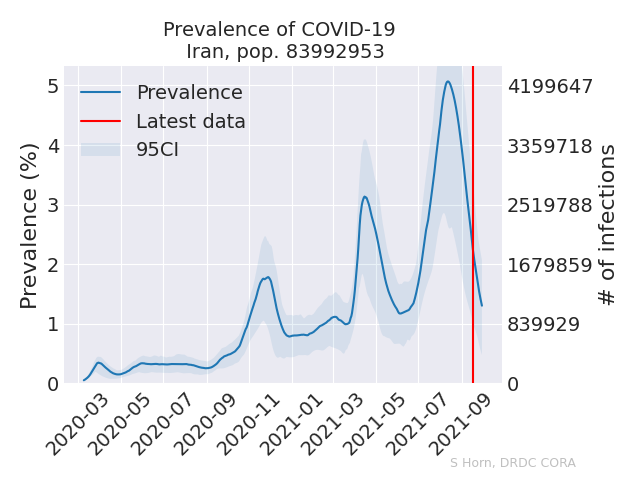 Prevalence of COVID-19
Iran, pop. 83992953
Prevalence
Latest data
95CI
Prevalence (%)
5
4
3
2
1
0
4199647
3359718
2519788
1679859
839929
0
# of infections
2020-03
2020-05
2020-07
2020-09
2020-11
2021-01
2021-03
2021-05
2021-07
2021-09
S Horn, DRDC CORA